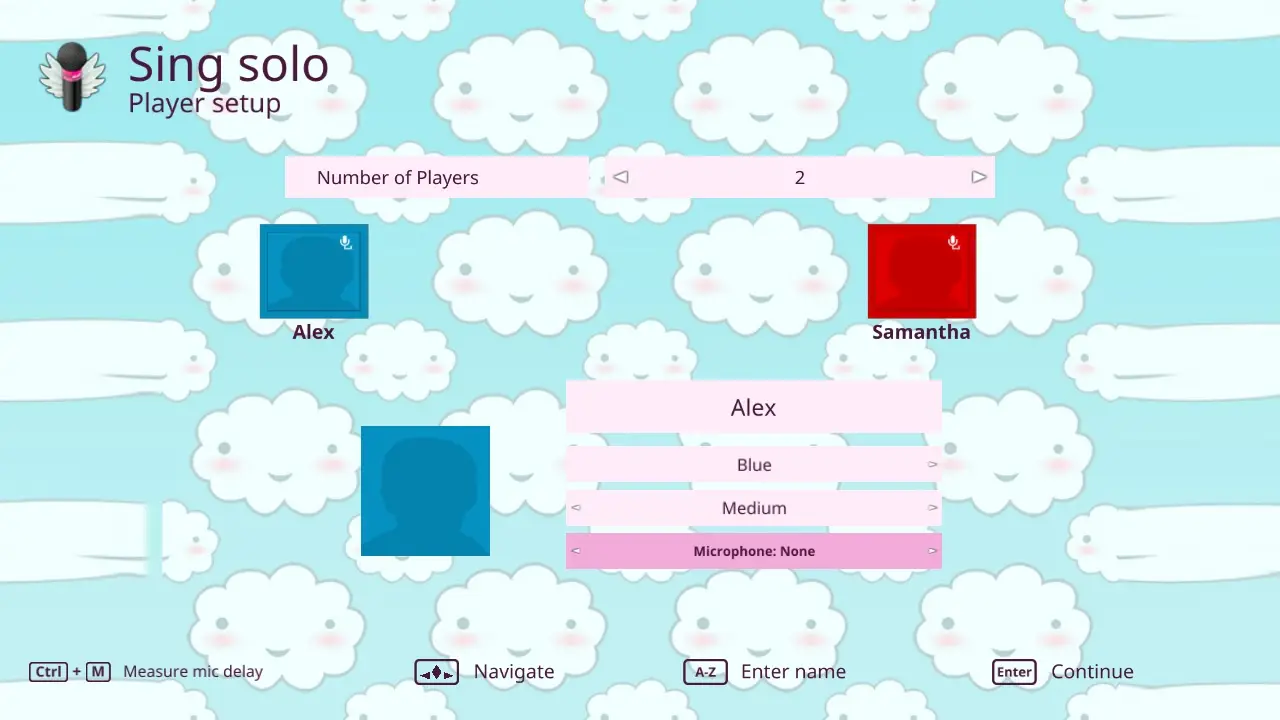 Sing solo
Player setup
Number of Players
2
Alex
Samantha
Alex
Blue
Medium
Microphone: None
Ctrl + M Measure mic delay
Navigate
A-Z Enter name
Enter Continue